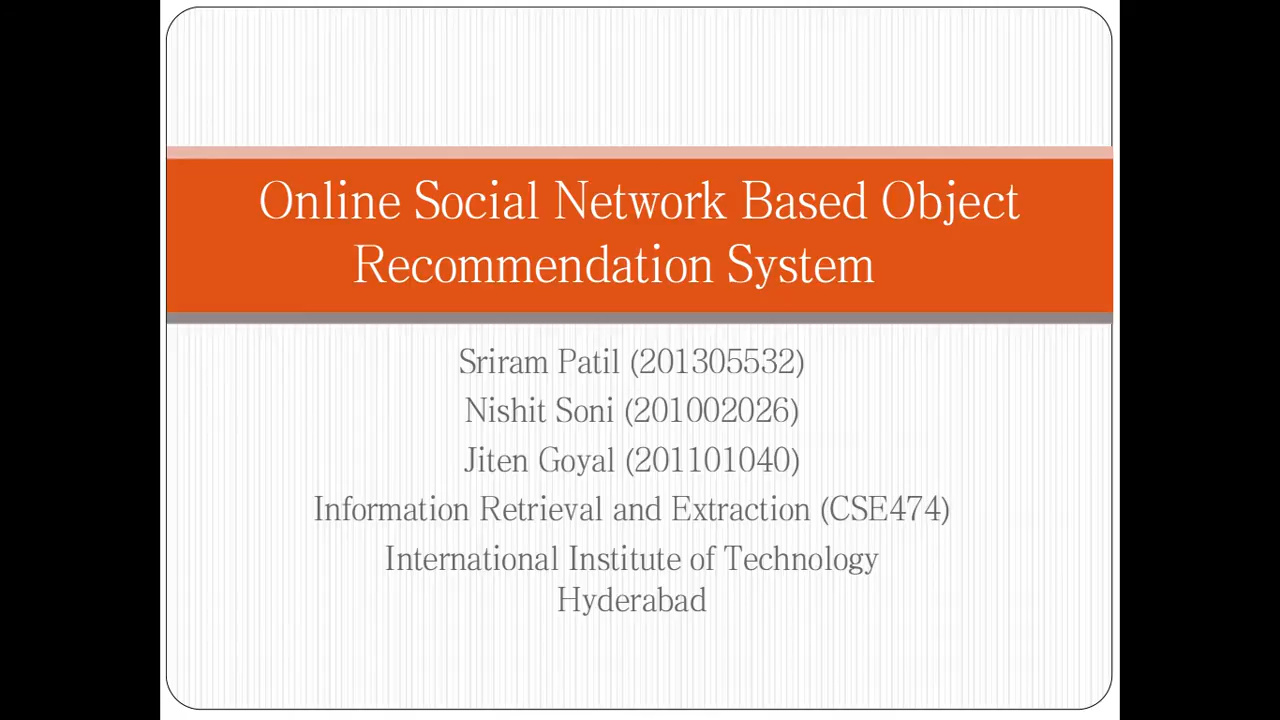 Online Social Network Based Object
Recommendation System
Sriram Patil (201305532)
Nishit Soni (201002026)
Jiten Goyal (201101040)
Information Retrieval and Extraction (CSE474)
International Institute of Technology
Hyderabad